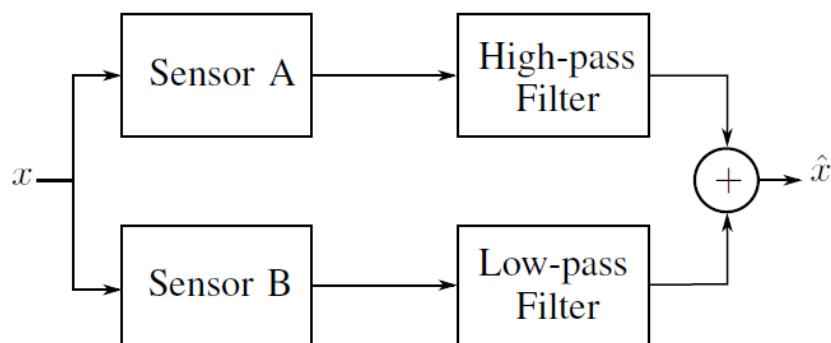 Sensor A
High-pass
Filter
x
+
x̂
Sensor B
Low-pass
Filter